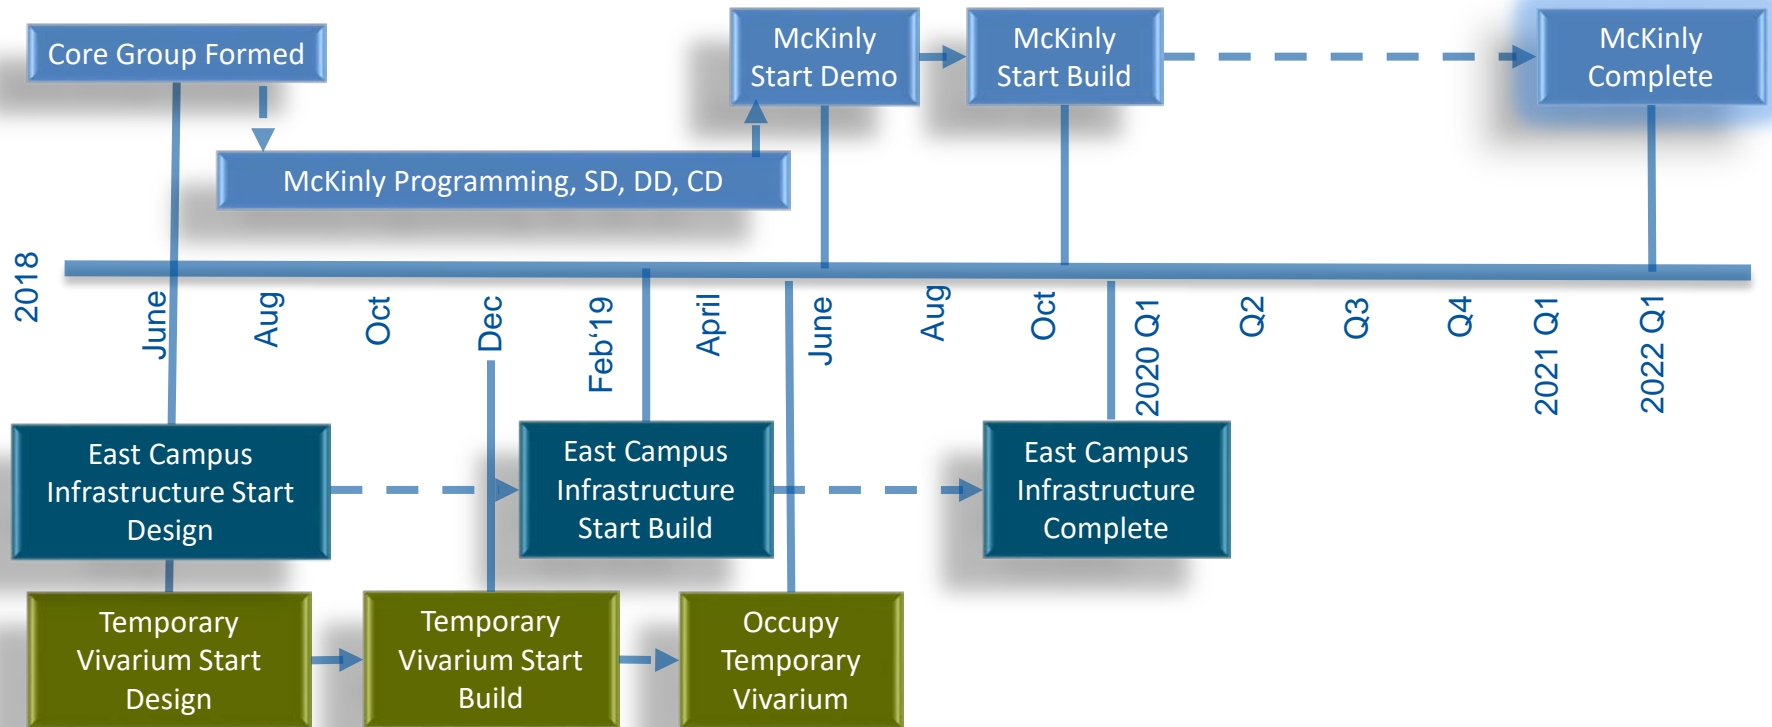 Core Group Formed
McKinly
Start Demo
McKinly
Start Build
McKinly
Complete
McKinly Programming, SD, DD, CD
2018
June
Aug
Oct
Dec
Feb‘19
April
June
Aug
Oct
2020 Q1
Q2
Q3
Q4
2021 Q1
2022 Q1
East Campus
Infrastructure Start
Design
East Campus
Infrastructure
Start Build
East Campus
Infrastructure
Complete
Temporary
Vivarium Start
Design
Temporary
Vivarium Start
Build
Occupy
Temporary
Vivarium